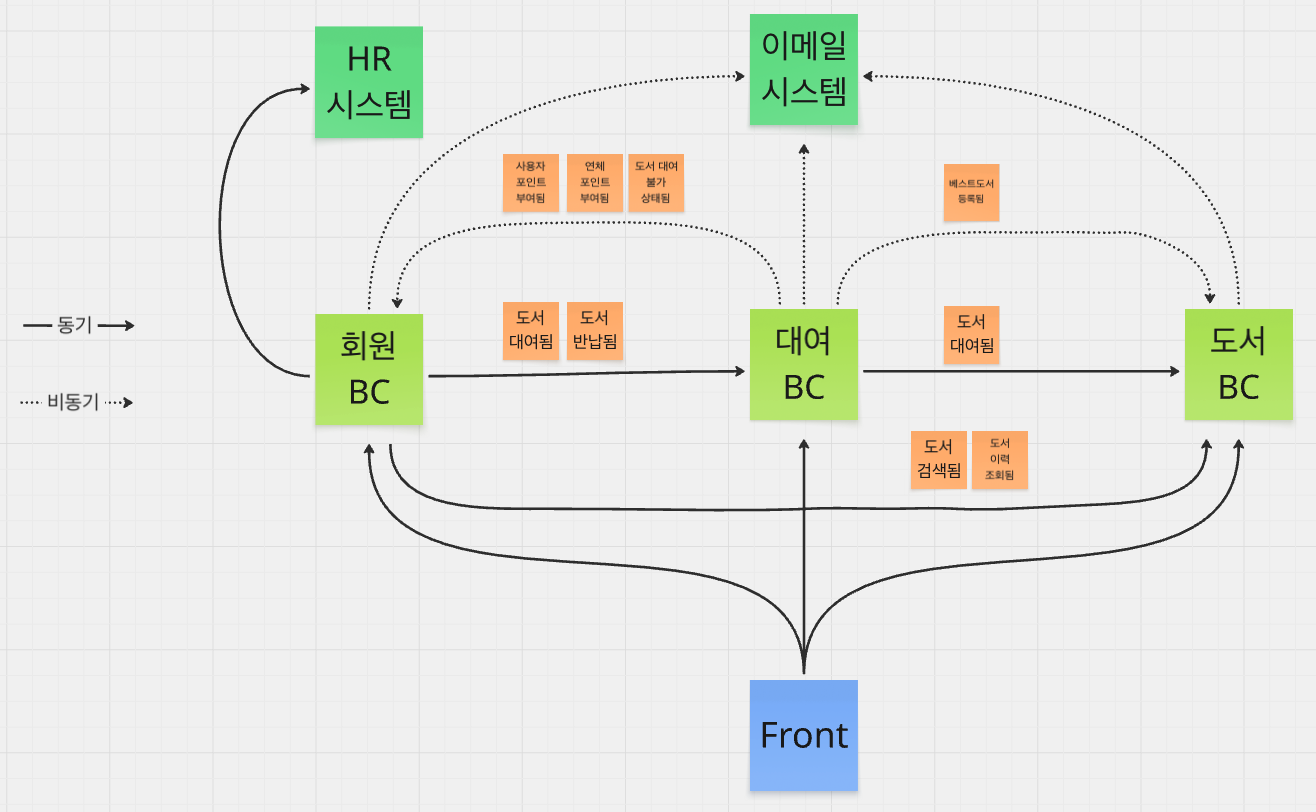 HR
시스템
이메일
시스템
사용자
포인트
부여됨
연체
포인트
부여됨
도서 대여
불가
상태됨
베스트도서
등록됨
동기
비동기
회원
BC
도서
대여됨
도서
반납됨
대여
BC
도서
대여됨
도서
BC
도서
검색됨
도서
이력
조회됨
Front